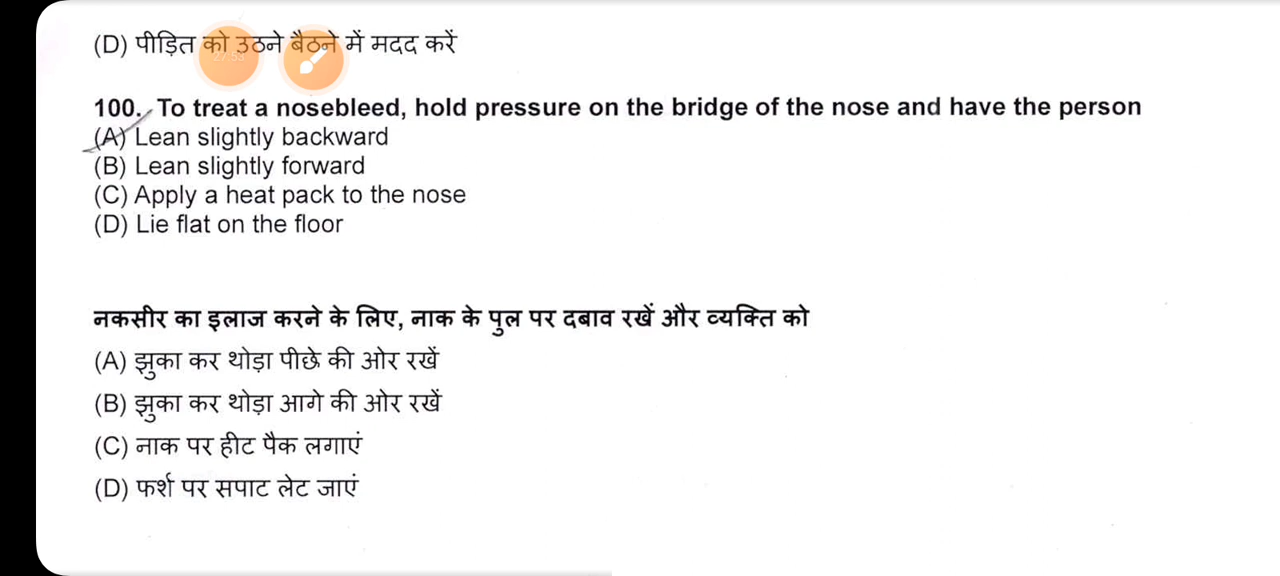 (D) पीड़ित को उठने बैठने में मदद करें
27:53
100. To treat a nosebleed, hold pressure on the bridge of the nose and have the person
(A) Lean slightly backward
(B) Lean slightly forward
(C) Apply a heat pack to the nose
(D) Lie flat on the floor
नकसीर का इलाज करने के लिए, नाक के पुल पर दबाव रखें और व्यक्ति को
(A) झुका कर थोड़ा पीछे की ओर रखें
(B) झुका कर थोड़ा आगे की ओर रखें
(C) नाक पर हीट पैक लगाएं
(D) फर्श पर सपाट लेट जाएं